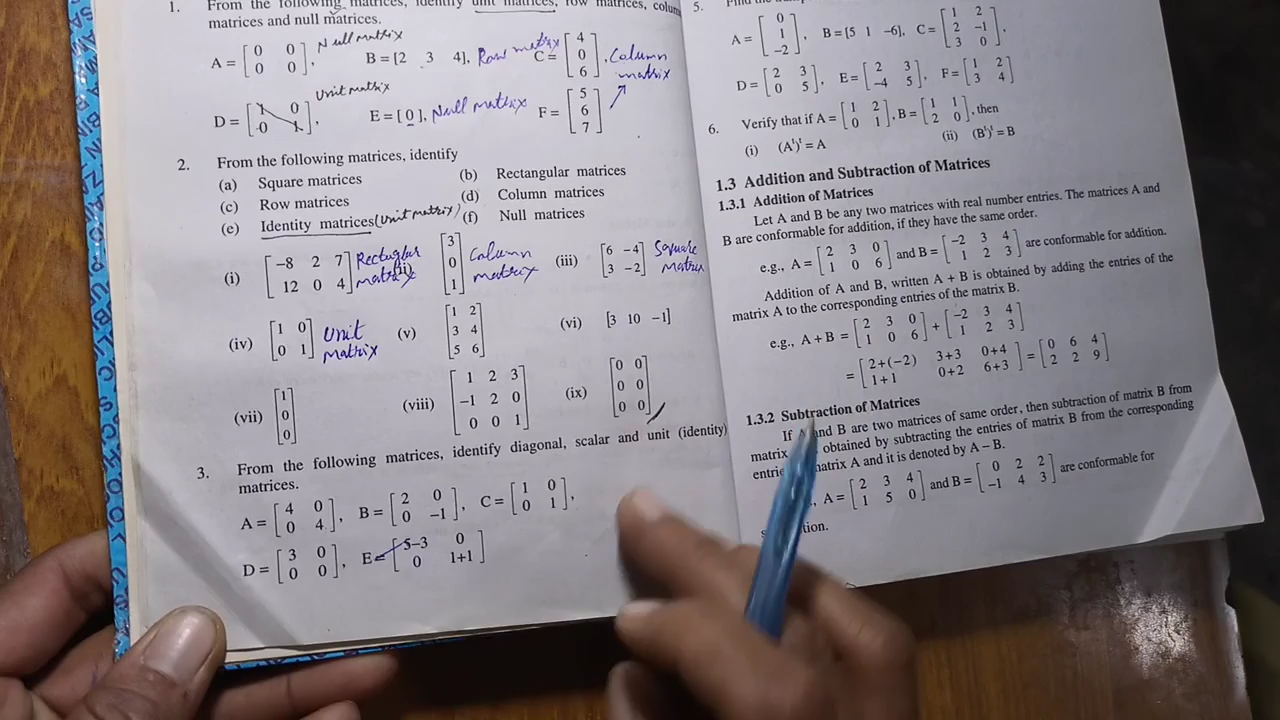 1. From the following matrices, identify unit matrices, row matrices, column
matrices and null matrices.
A = [0 0; 0 0], Null matrix B = [2 3 4], Row metrix C = [4; 0; 6], Column matrix
D = [1 0; 0 1], Unit matrix E = [0], Null matrix F = [5; 6; 7]
2. From the following matrices, identify
(a) Square matrices (b) Rectangular matrices
(c) Row matrices (d) Column matrices
(e) Identity matrices (Unit matrix) (f) Null matrices
(i) [-8 2 7; 12 0 4] Rectuglar matrix (ii) [3; 0; 1] Column matrix (iii) [6 -4; 3 -2] Square Matrix
(iv) [1 0; 0 1] Unit matrix (v) [1 2; 3 4; 5 6] (vi) [3 10 -1]
(vii) [1; 0; 0] (viii) [1 2 3; -1 2 0; 0 0 1] (ix) [0 0; 0 0; 0 0]
3. From the following matrices, identify diagonal, scalar and unit (identity)
matrices.
A = [4 0; 0 4], B = [2 0; 0 -1], C = [1 0; 0 1],
D = [3 0; 0 0], E = [5-3 0; 0 1+1]
5.
A = [0; 1; -2], B = [5 1 -6], C = [1 2; 2 -1; 3 0],
D = [2 3; 0 5], E = [2 3; -4 5], F = [1 2; 3 4]
6. Verify that if A = [1 2; 0 1], B = [1 1; 2 0], then
(i) (Aᵗ)ᵗ = A (ii) (Bᵗ)ᵗ = B
1.3 Addition and Subtraction of Matrices
1.3.1 Addition of Matrices
Let A and B be any two matrices with real number entries. The matrices A and
B are conformable for addition, if they have the same order.
e.g., A = [2 3 0; 1 0 6] and B = [-2 3 4; 1 2 3] are conformable for addition.
Addition of A and B, written A + B is obtained by adding the entries of the
matrix A to the corresponding entries of the matrix B.
e.g., A + B = [2 3 0; 1 0 6] + [-2 3 4; 1 2 3]
= [2+(-2) 3+3 0+4; 1+1 0+2 6+3] = [0 6 4; 2 2 9]
1.3.2 Subtraction of Matrices
If A and B are two matrices of same order, then subtraction of matrix B from
matrix obtained by subtracting the entries of matrix B from the corresponding
matrix A and it is denoted by A – B.
A = [2 3 4; 1 5 0] and B = [0 2 2; -1 4 3] are conformable for